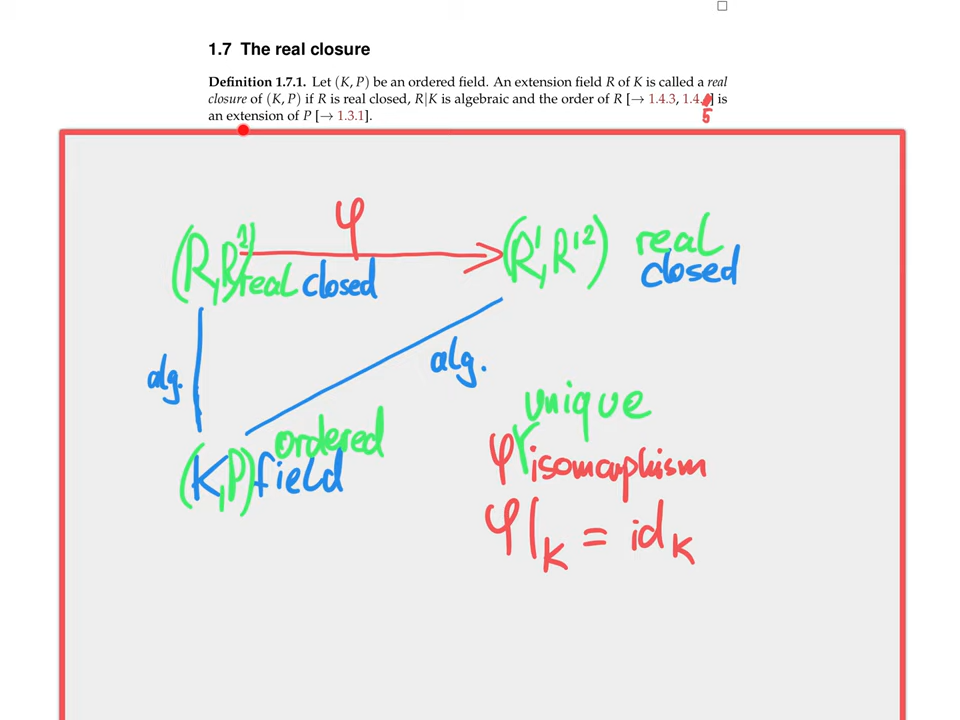 1.7 The real closure
Definition 1.7.1. Let (K, P) be an ordered field. An extension field R of K is called a real
closure of (K, P) if R is real closed, R|K is algebraic and the order of R [→ 1.4.3, 1.4.] is
5
an extension of P [→ 1.3.1].
φ
(R, R²) real closed
(R', R'²) real
closed
alg.
alg.
unique
(K, P) ordered
field
φ isomorphism
φ|K = idK